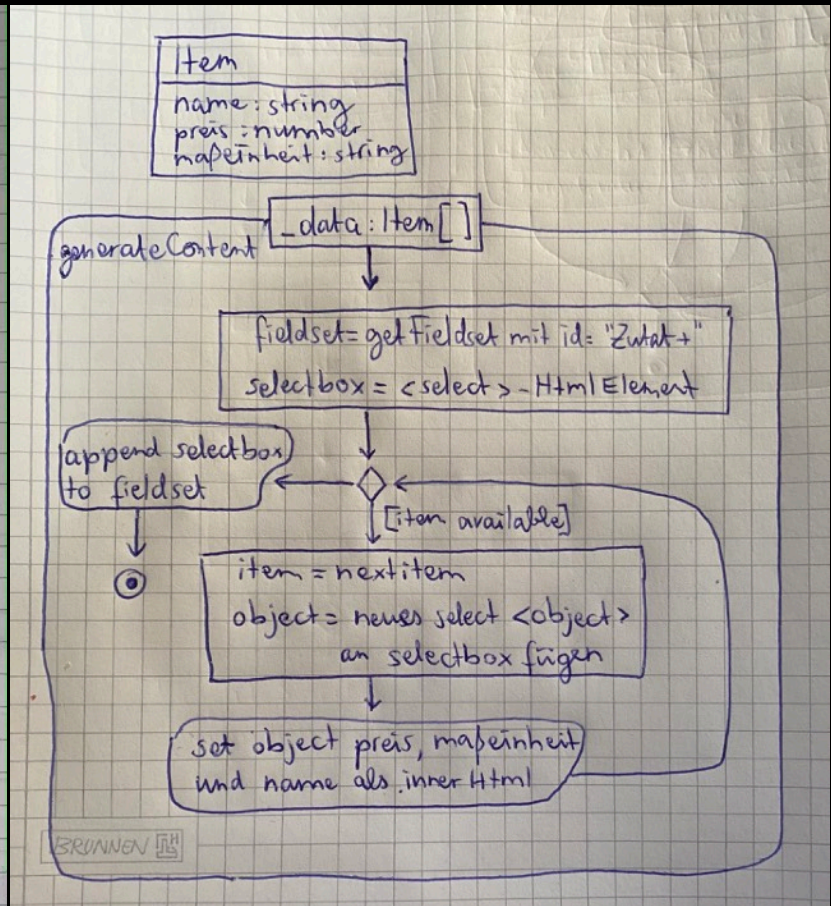 Item
name: string
preis: number
maßeinheit: string
_data: Item[]
generateContent
fieldset= getFieldset mit id= "Zutat+"
selectbox = <select> - Html Element
append selectbox
to fieldset
[item available]
item = nextitem
object= neues select <object>
an selectbox fügen
set object preis, maßeinheit
und name als innerHtml
BRUNNEN